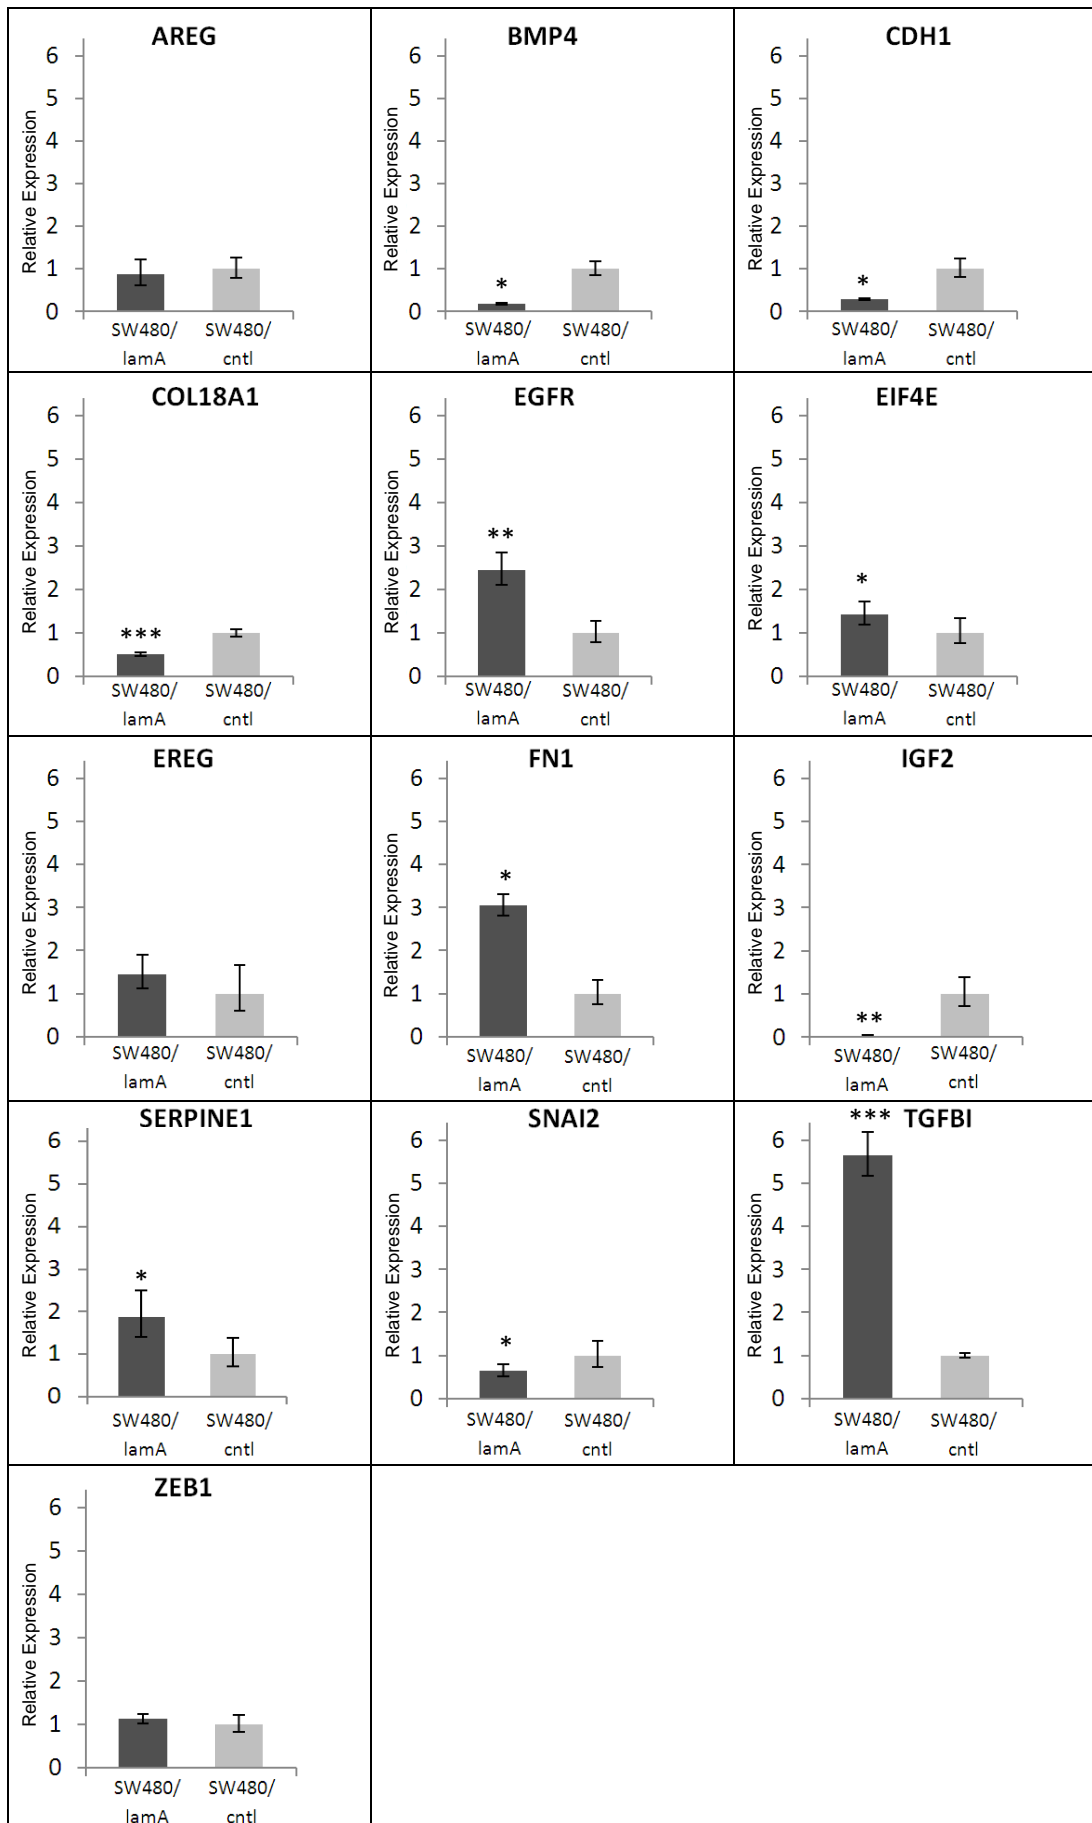 AREG
Relative Expression
6
5
4
3
2
1
0
SW480/
lamA
SW480/
cntl
BMP4
Relative Expression
6
5
4
3
2
1
0
*
SW480/
lamA
SW480/
cntl
CDH1
Relative Expression
6
5
4
3
2
1
0
*
SW480/
lamA
SW480/
cntl
COL18A1
Relative Expression
6
5
4
3
2
1
0
***
SW480/
lamA
SW480/
cntl
EGFR
Relative Expression
6
5
4
3
2
1
0
**
SW480/
lamA
SW480/
cntl
EIF4E
Relative Expression
6
5
4
3
2
1
0
*
SW480/
lamA
SW480/
cntl
EREG
Relative Expression
6
5
4
3
2
1
0
SW480/
lamA
SW480/
cntl
FN1
Relative Expression
6
5
4
3
2
1
0
*
SW480/
lamA
SW480/
cntl
IGF2
Relative Expression
6
5
4
3
2
1
0
**
SW480/
lamA
SW480/
cntl
SERPINE1
Relative Expression
6
5
4
3
2
1
0
*
SW480/
lamA
SW480/
cntl
SNAI2
Relative Expression
6
5
4
3
2
1
0
*
SW480/
lamA
SW480/
cntl
*** TGFBI
Relative Expression
6
5
4
3
2
1
0
SW480/
lamA
SW480/
cntl
ZEB1
Relative Expression
6
5
4
3
2
1
0
SW480/
lamA
SW480/
cntl